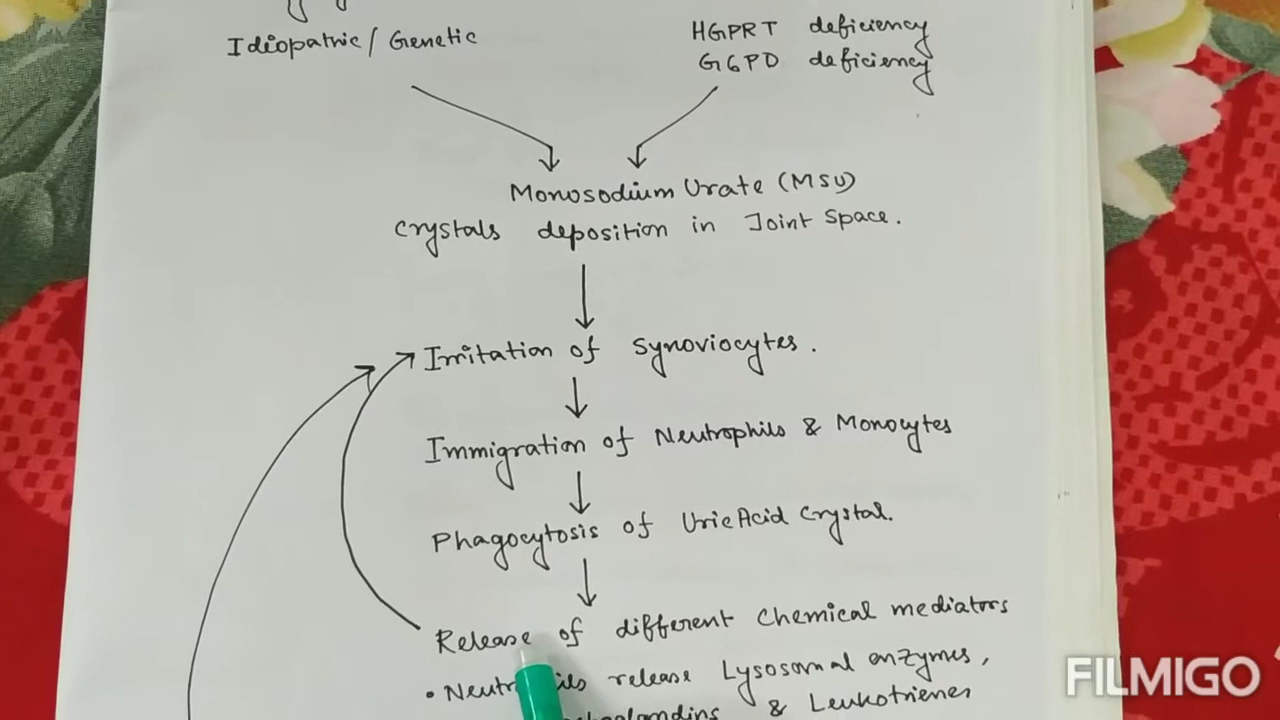 Idiopathic / Genetic
HGPRT deficiency
G6PD deficiency
Monosodium Urate (MSU)
crystals deposition in Joint Space.
Irritation of Synoviocytes.
Immigration of Neutrophils & Monocytes
Phagocytosis of Uric Acid Crystal.
Release of different Chemical mediators
• release Lysosomal enzymes,
& Leukotrienes
FILMIGO